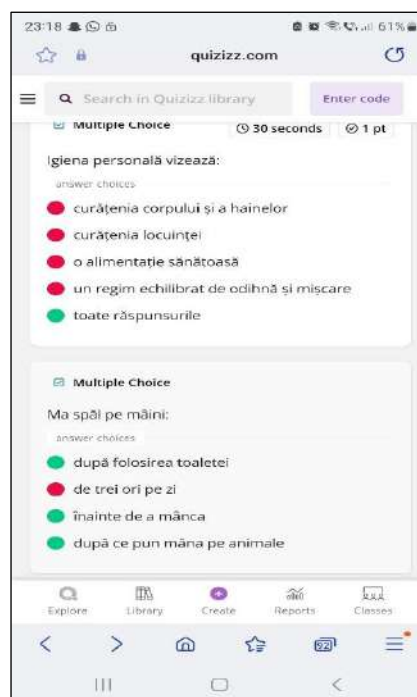 23:18
61%
quizizz.com
Search in Quizizz library
Enter code
Multiple Choice
30 seconds
1 pt
Igiena personală vizează:
answer choices
curățenia corpului și a hainelor
curățenia locuinței
o alimentație sănătoasă
un regim echilibrat de odihnă și mișcare
toate răspunsurile
Multiple Choice
Ma spăl pe mâini:
answer choices
după folosirea toaletei
de trei ori pe zi
înainte de a mânca
după ce pun mâna pe animale
Explore
Library
Create
Reports
Classes
92